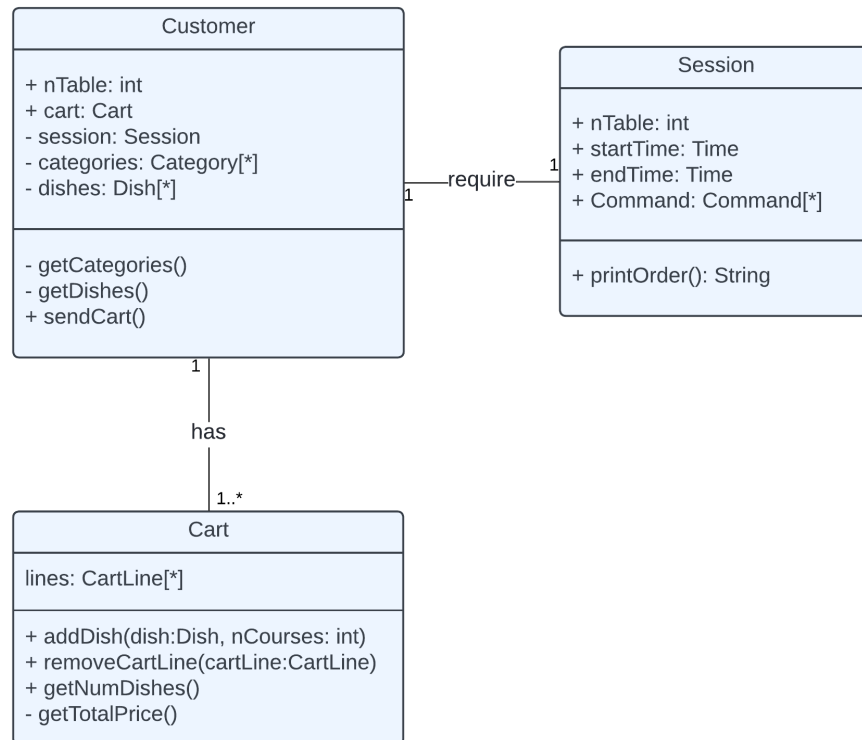 Customer
+ nTable: int
+ cart: Cart
- session: Session
- categories: Category[*]
- dishes: Dish[*]
- getCategories()
- getDishes()
+ sendCart()
1
require
1
Session
+ nTable: int
+ startTime: Time
+ endTime: Time
+ Command: Command[*]
+ printOrder(): String
1
has
1..*
Cart
lines: CartLine[*]
+ addDish(dish:Dish, nCourses: int)
+ removeCartLine(cartLine:CartLine)
+ getNumDishes()
- getTotalPrice()